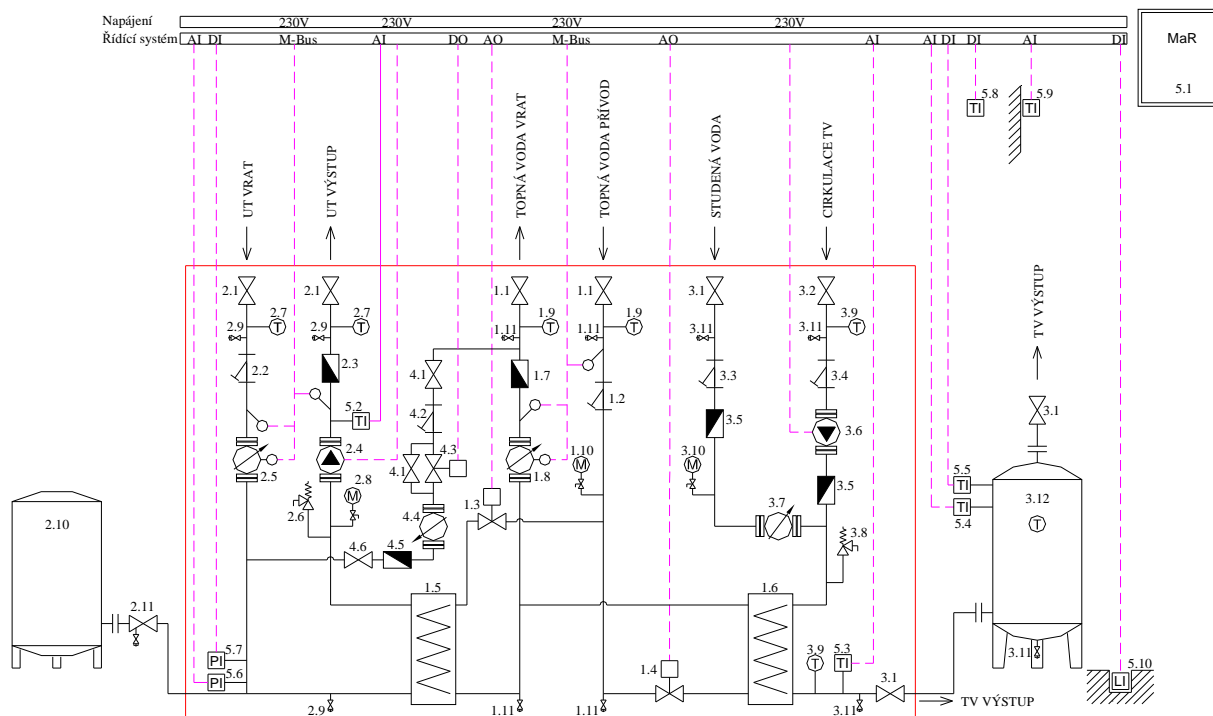 Napájení 230V 230V 230V 230V
Řídící systém AI DI M-Bus AI DO AO M-Bus AO AI AI DI DI AI DI
MaR
5.1
5.8 5.9
TI TI
UT VRAT
UT VÝSTUP
TOPNÁ VODA VRAT
TOPNÁ VODA PŘÍVOD
STUDENÁ VODA
CIRKULACE TV
TV VÝSTUP
2.1 2.1 1.1 1.1 3.1 3.2
2.7 2.7 1.9 1.9 3.9
2.9 T 2.9 T 1.11 T 1.11 T 3.11 3.11 T
2.2 2.3 4.1 1.7 1.2 3.3 3.4
5.2 4.2 3.5 3.1
TI 3.6
2.4 4.3 1.10 3.10
2.5 4.1 1.8 M M 5.5
TI
2.8 3.5 3.12
M
2.6 1.3 TI T
5.4
2.10 4.4 3.7
3.8
4.6 4.5
1.5 1.6
2.11
5.7
PI 3.9 5.3 3.11
5.6 1.4 T TI 3.1 5.10
PI LI
2.9 1.11 1.11 3.11 TV VÝSTUP